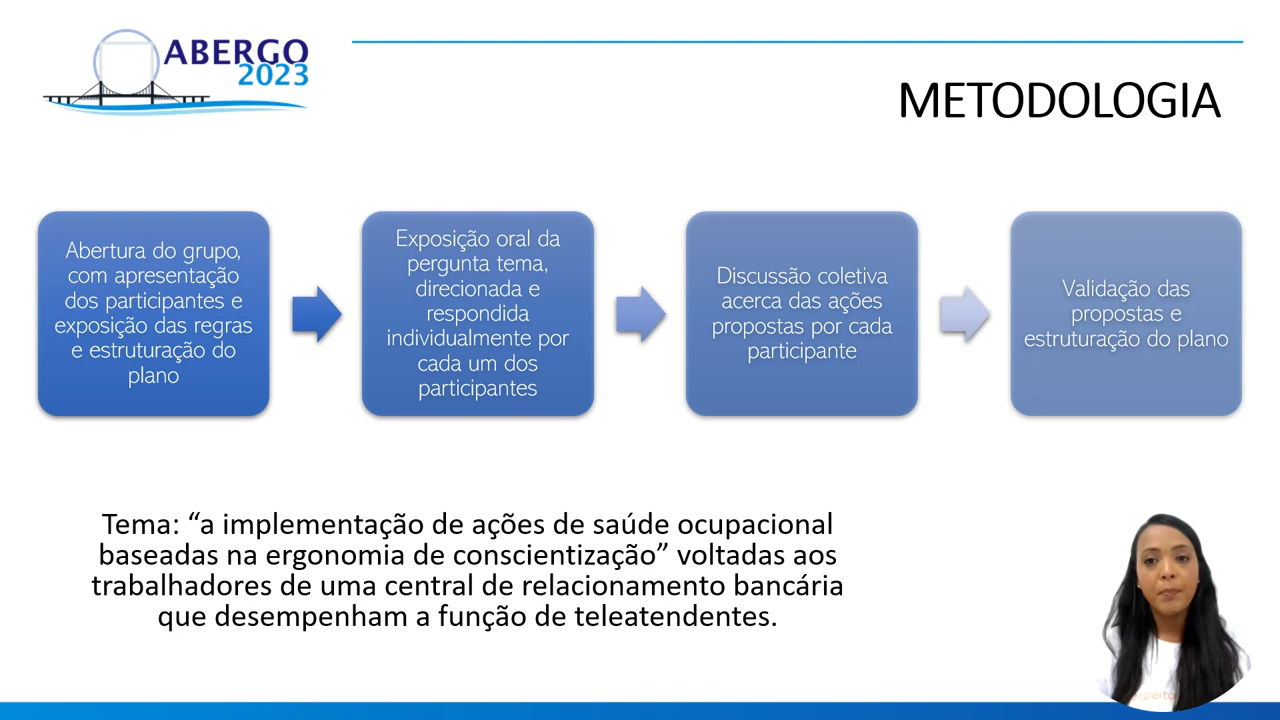 ABERGO
2023
METODOLOGIA
Abertura do grupo,
com apresentação
dos participantes e
exposição das regras
e estruturação do
plano
Exposição oral da
pergunta tema,
direcionada e
respondida
individualmente por
cada um dos
participantes
Discussão coletiva
acerca das ações
propostas por cada
participante
Validação das
propostas e
estruturação do plano
Tema: “a implementação de ações de saúde ocupacional
baseadas na ergonomia de conscientização” voltadas aos
trabalhadores de uma central de relacionamento bancária
que desempenham a função de teleatendentes.